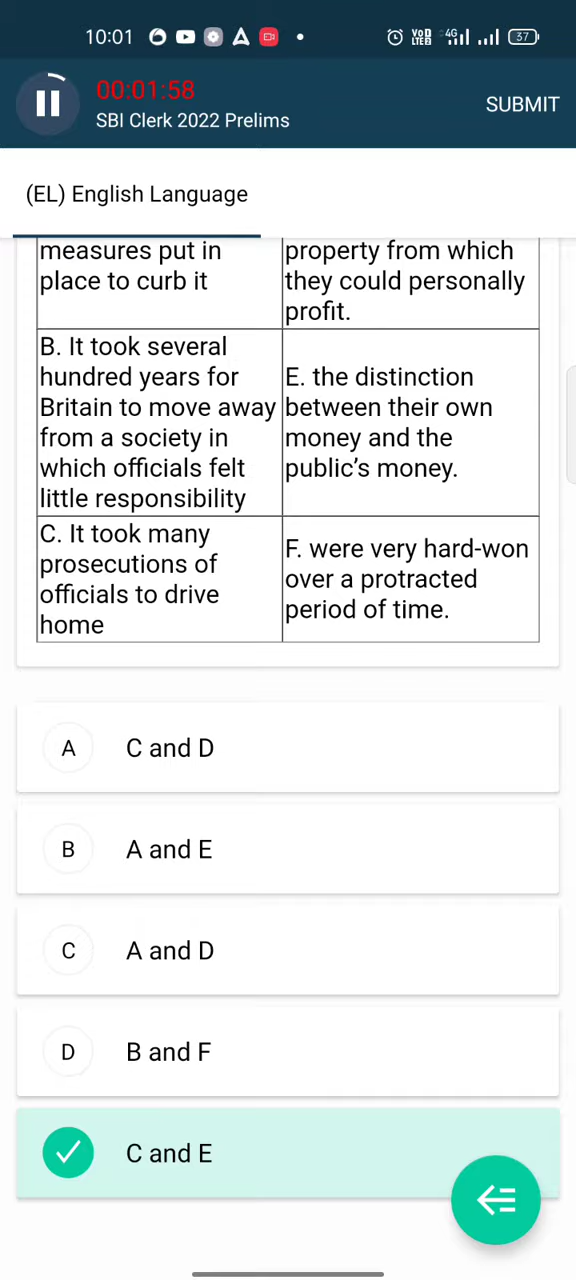 10:01
VoD LTE2 4G 37
00:01:58
SBI Clerk 2022 Prelims
SUBMIT
(EL) English Language
measures put in
place to curb it
property from which
they could personally
profit.
B. It took several
hundred years for
Britain to move away
from a society in
which officials felt
little responsibility
E. the distinction
between their own
money and the
public’s money.
C. It took many
prosecutions of
officials to drive
home
F. were very hard-won
over a protracted
period of time.
A C and D
B A and E
C A and D
D B and F
C and E